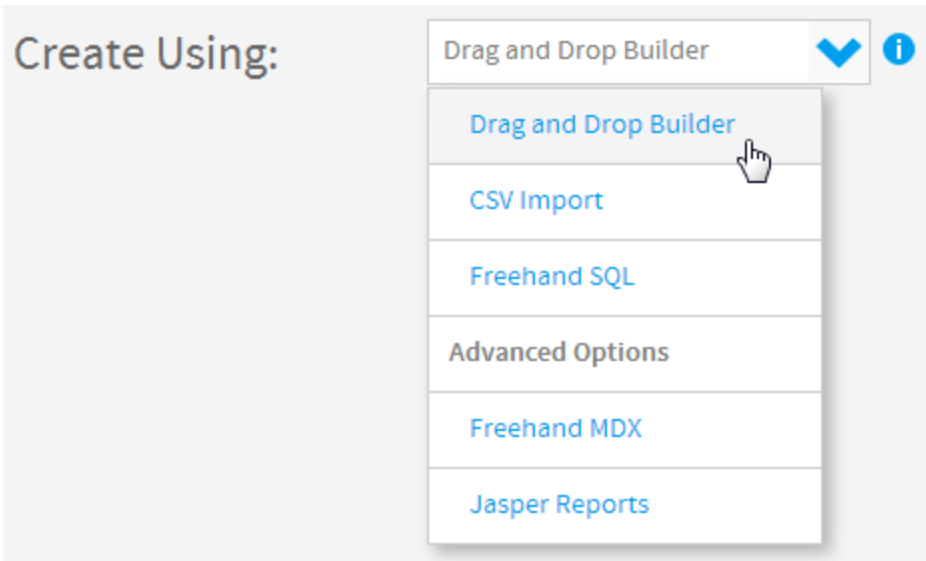 Create Using:
Drag and Drop Builder
Drag and Drop Builder
CSV Import
Freehand SQL
Advanced Options
Freehand MDX
Jasper Reports